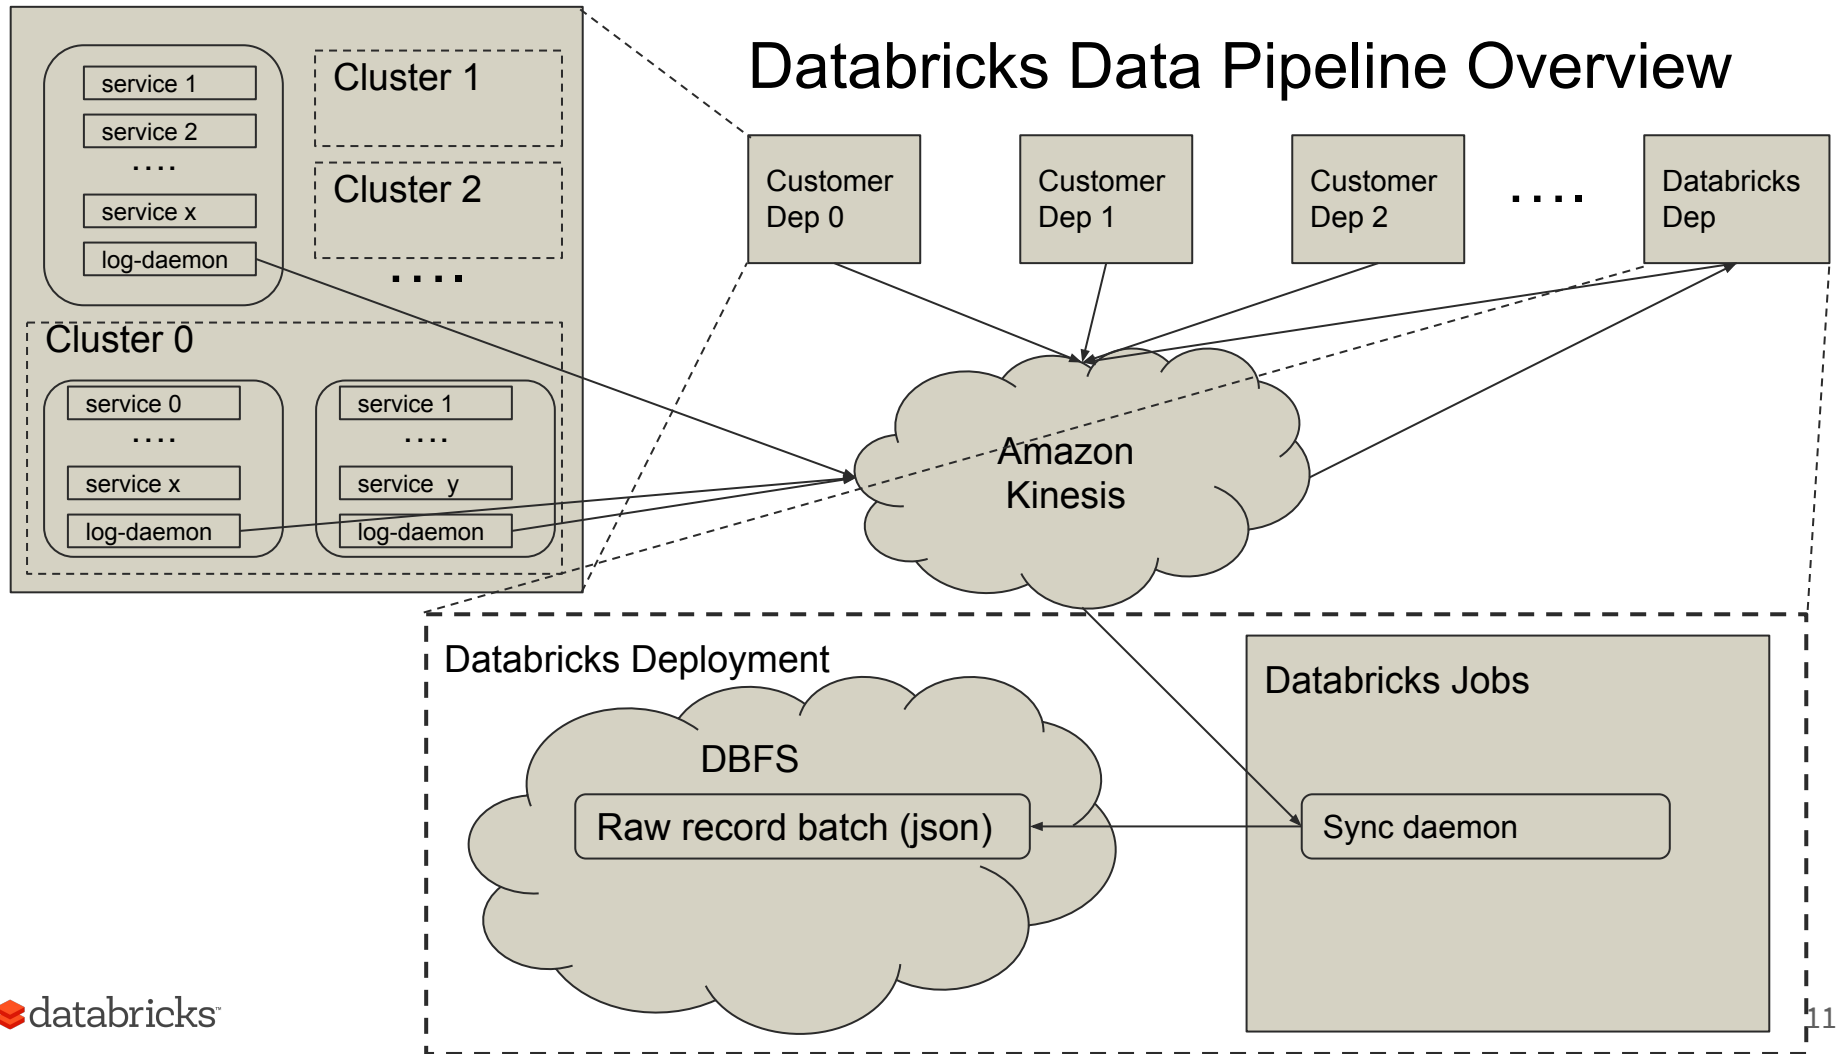 Databricks Data Pipeline Overview
service 1
service 2
....
service x
log-daemon
Cluster 1
Cluster 2
....
Cluster 0
service 0
....
service x
log-daemon
service 1
....
service y
log-daemon
Customer
Dep 0
Customer
Dep 1
Customer
Dep 2
....
Databricks
Dep
Amazon
Kinesis
Databricks Deployment
DBFS
Raw record batch (json)
Databricks Jobs
Sync daemon
databricks™
11